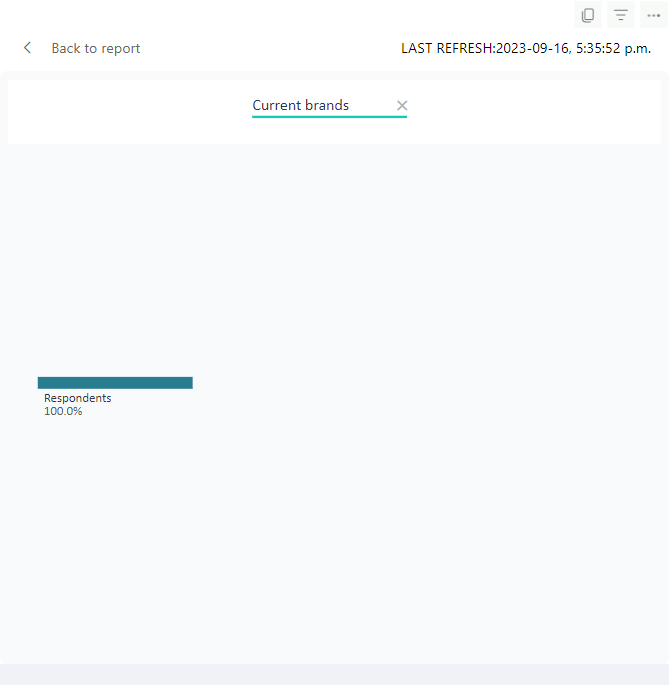 Back to report
LAST REFRESH:2023-09-16, 5:35:52 p.m.
Current brands
Respondents
100.0%